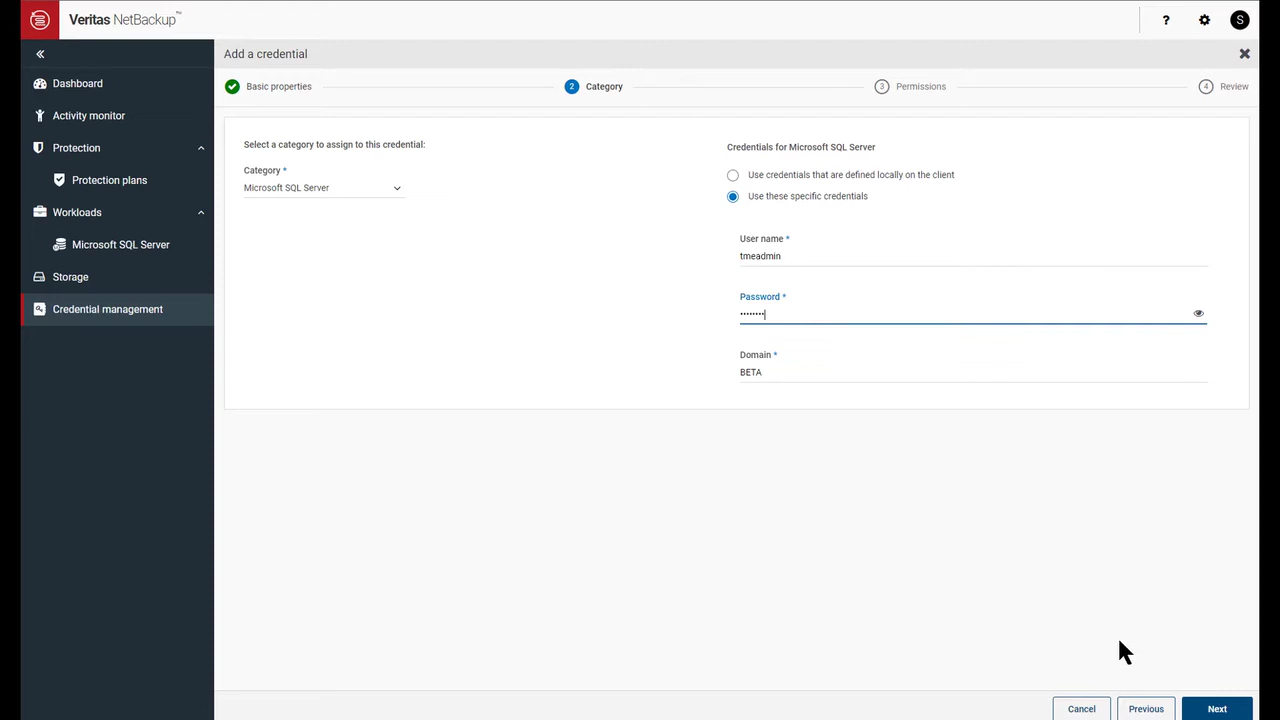 Veritas NetBackup™
?
S
Add a credential
Dashboard
Activity monitor
Protection
Protection plans
Workloads
Microsoft SQL Server
Storage
Credential management
Basic properties
2 Category
3 Permissions
4 Review
Select a category to assign to this credential:
Category *
Microsoft SQL Server
Credentials for Microsoft SQL Server
Use credentials that are defined locally on the client
Use these specific credentials
User name *
tmeadmin
Password *
••••••••
Domain *
BETA
Cancel
Previous
Next